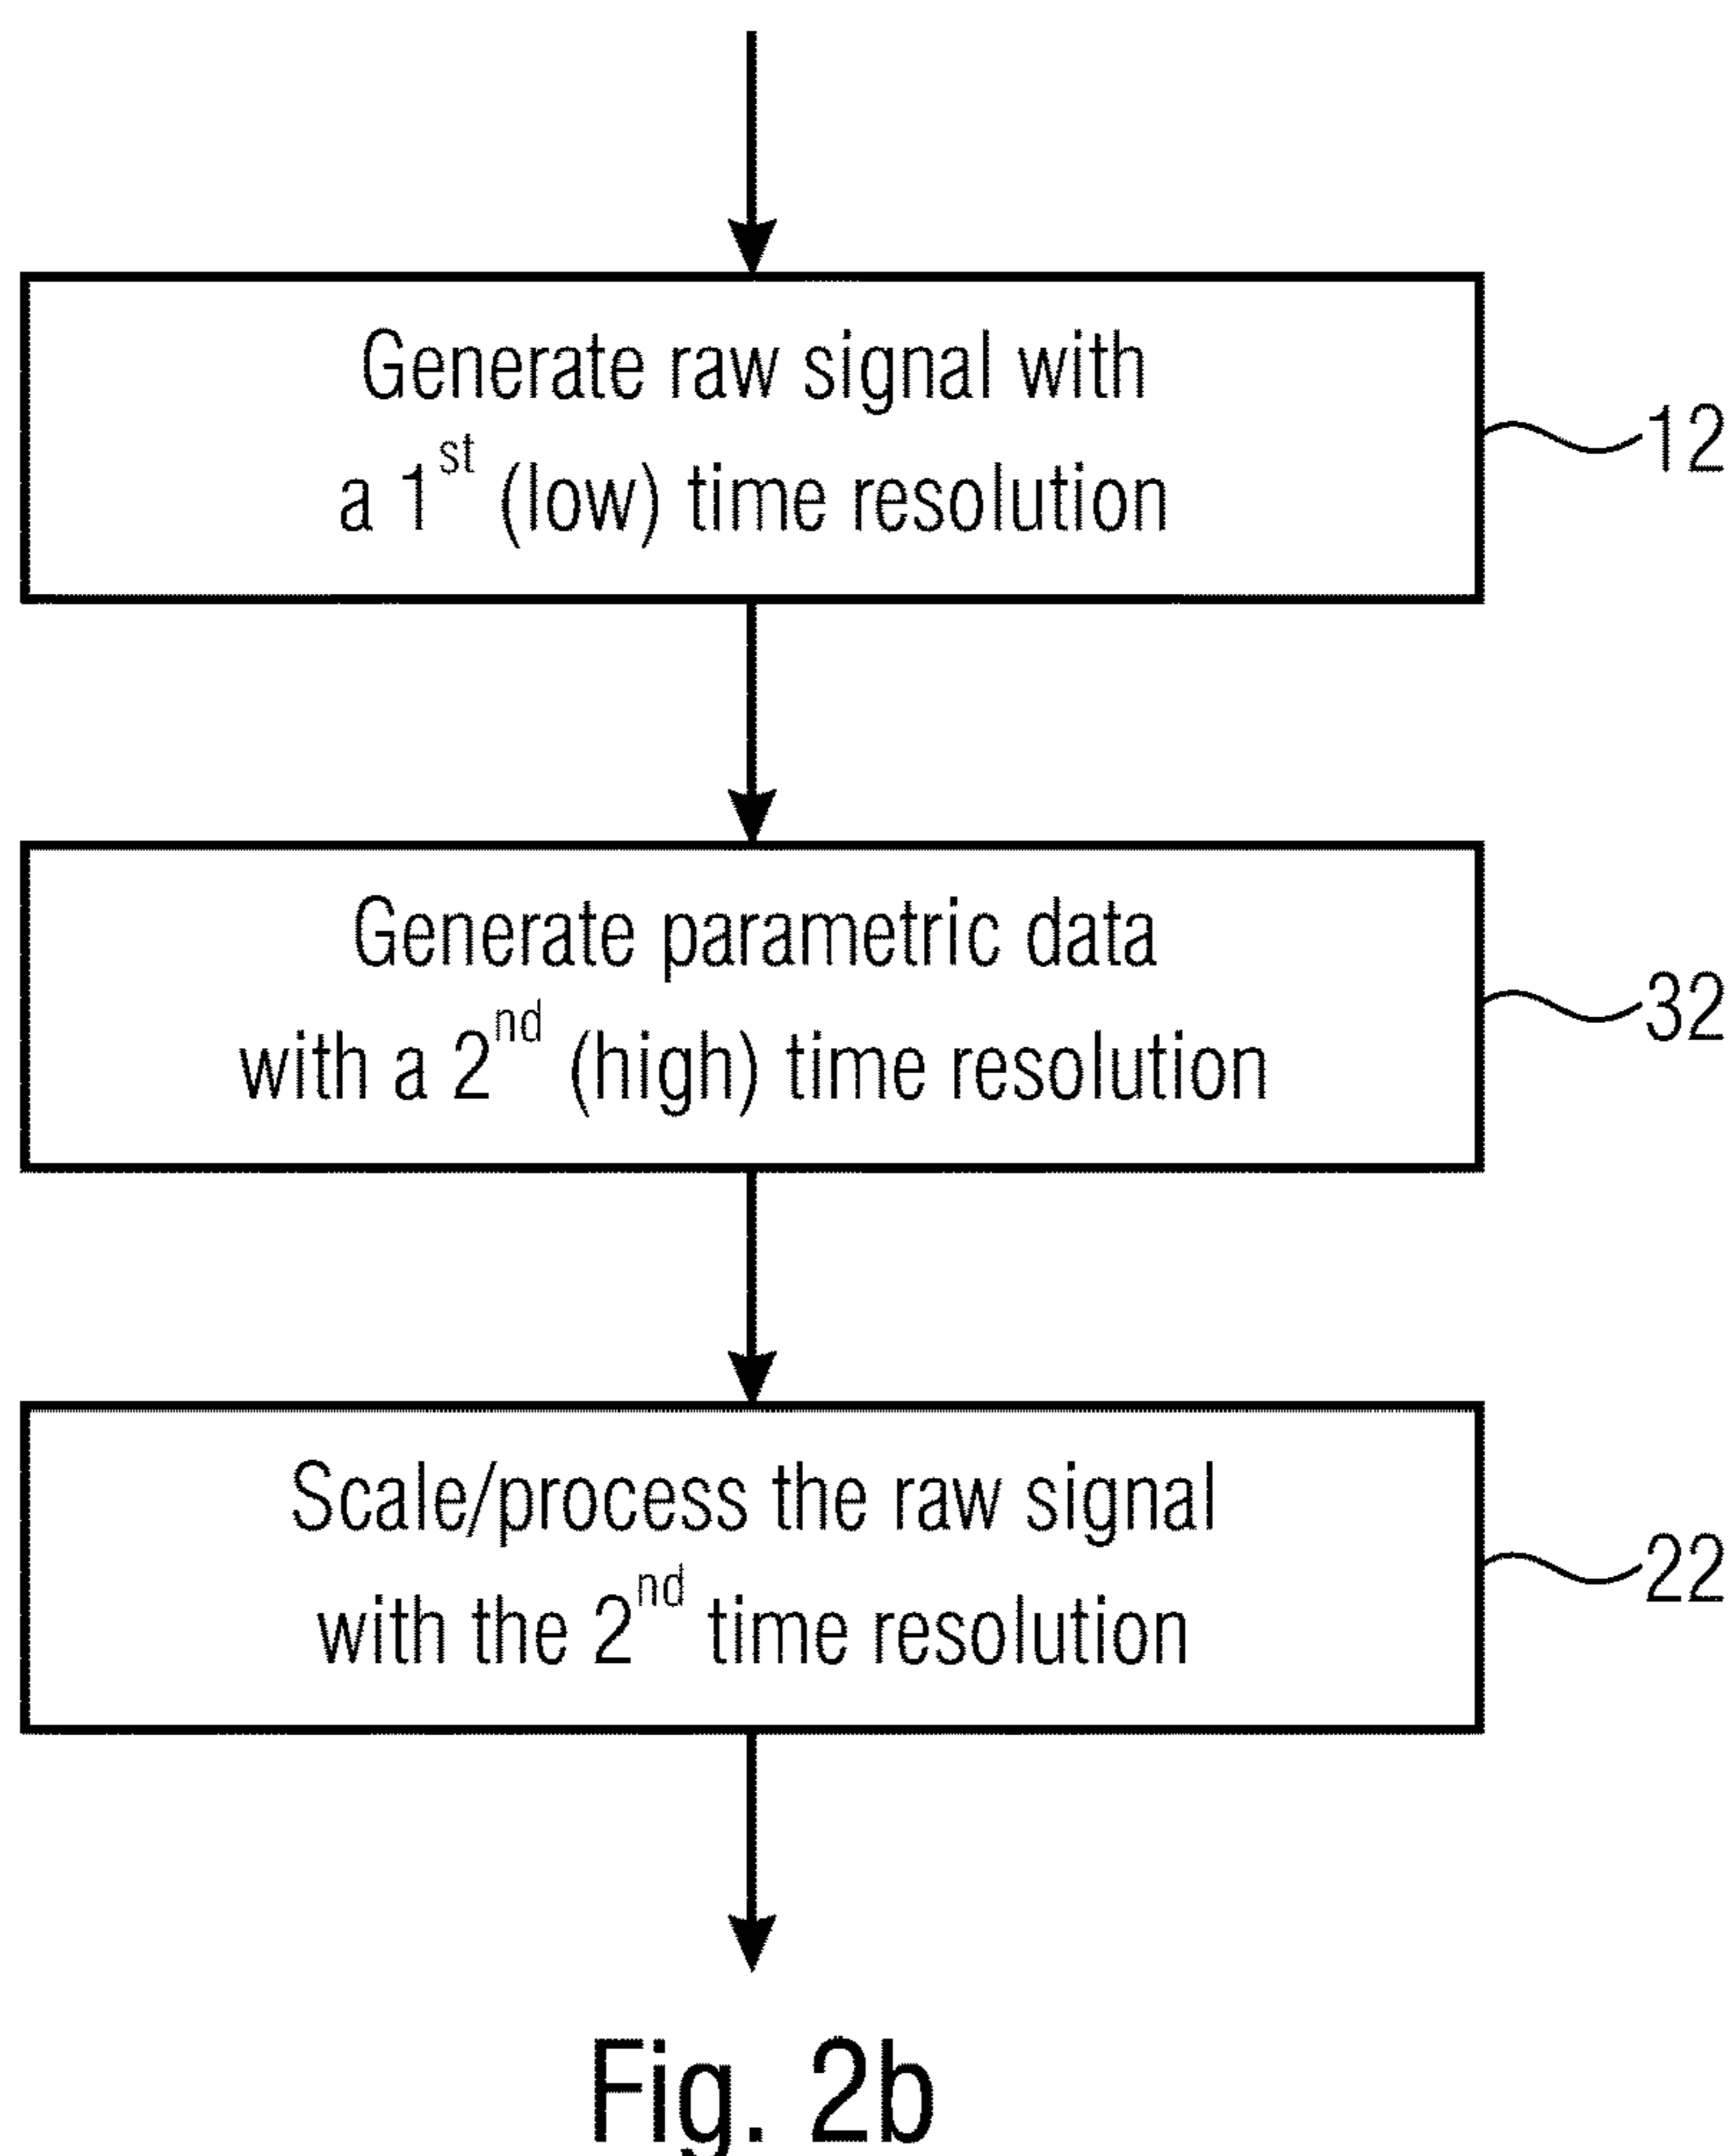 Generate raw signal with
a 1st (low) time resolution
12
Generate parametric data
with a 2nd (high) time resolution
32
Scale/process the raw signal
with the 2nd time resolution
22
Fig. 2b